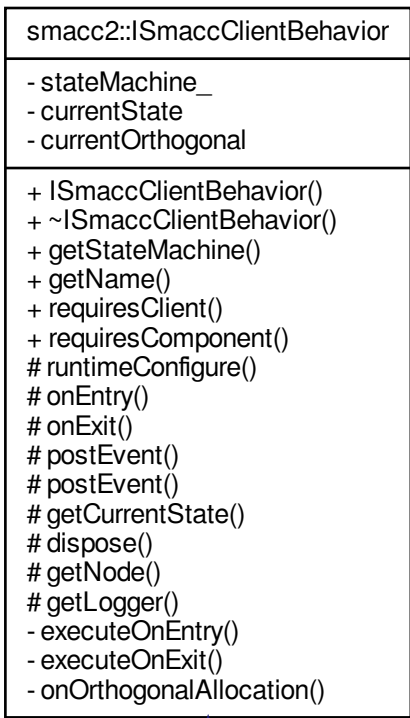 smacc2::ISmaccClientBehavior
- stateMachine_
- currentState
- currentOrthogonal
+ ISmaccClientBehavior()
+ ~ISmaccClientBehavior()
+ getStateMachine()
+ getName()
+ requiresClient()
+ requiresComponent()
# runtimeConfigure()
# onEntry()
# onExit()
# postEvent()
# postEvent()
# getCurrentState()
# dispose()
# getNode()
# getLogger()
- executeOnEntry()
- executeOnExit()
- onOrthogonalAllocation()